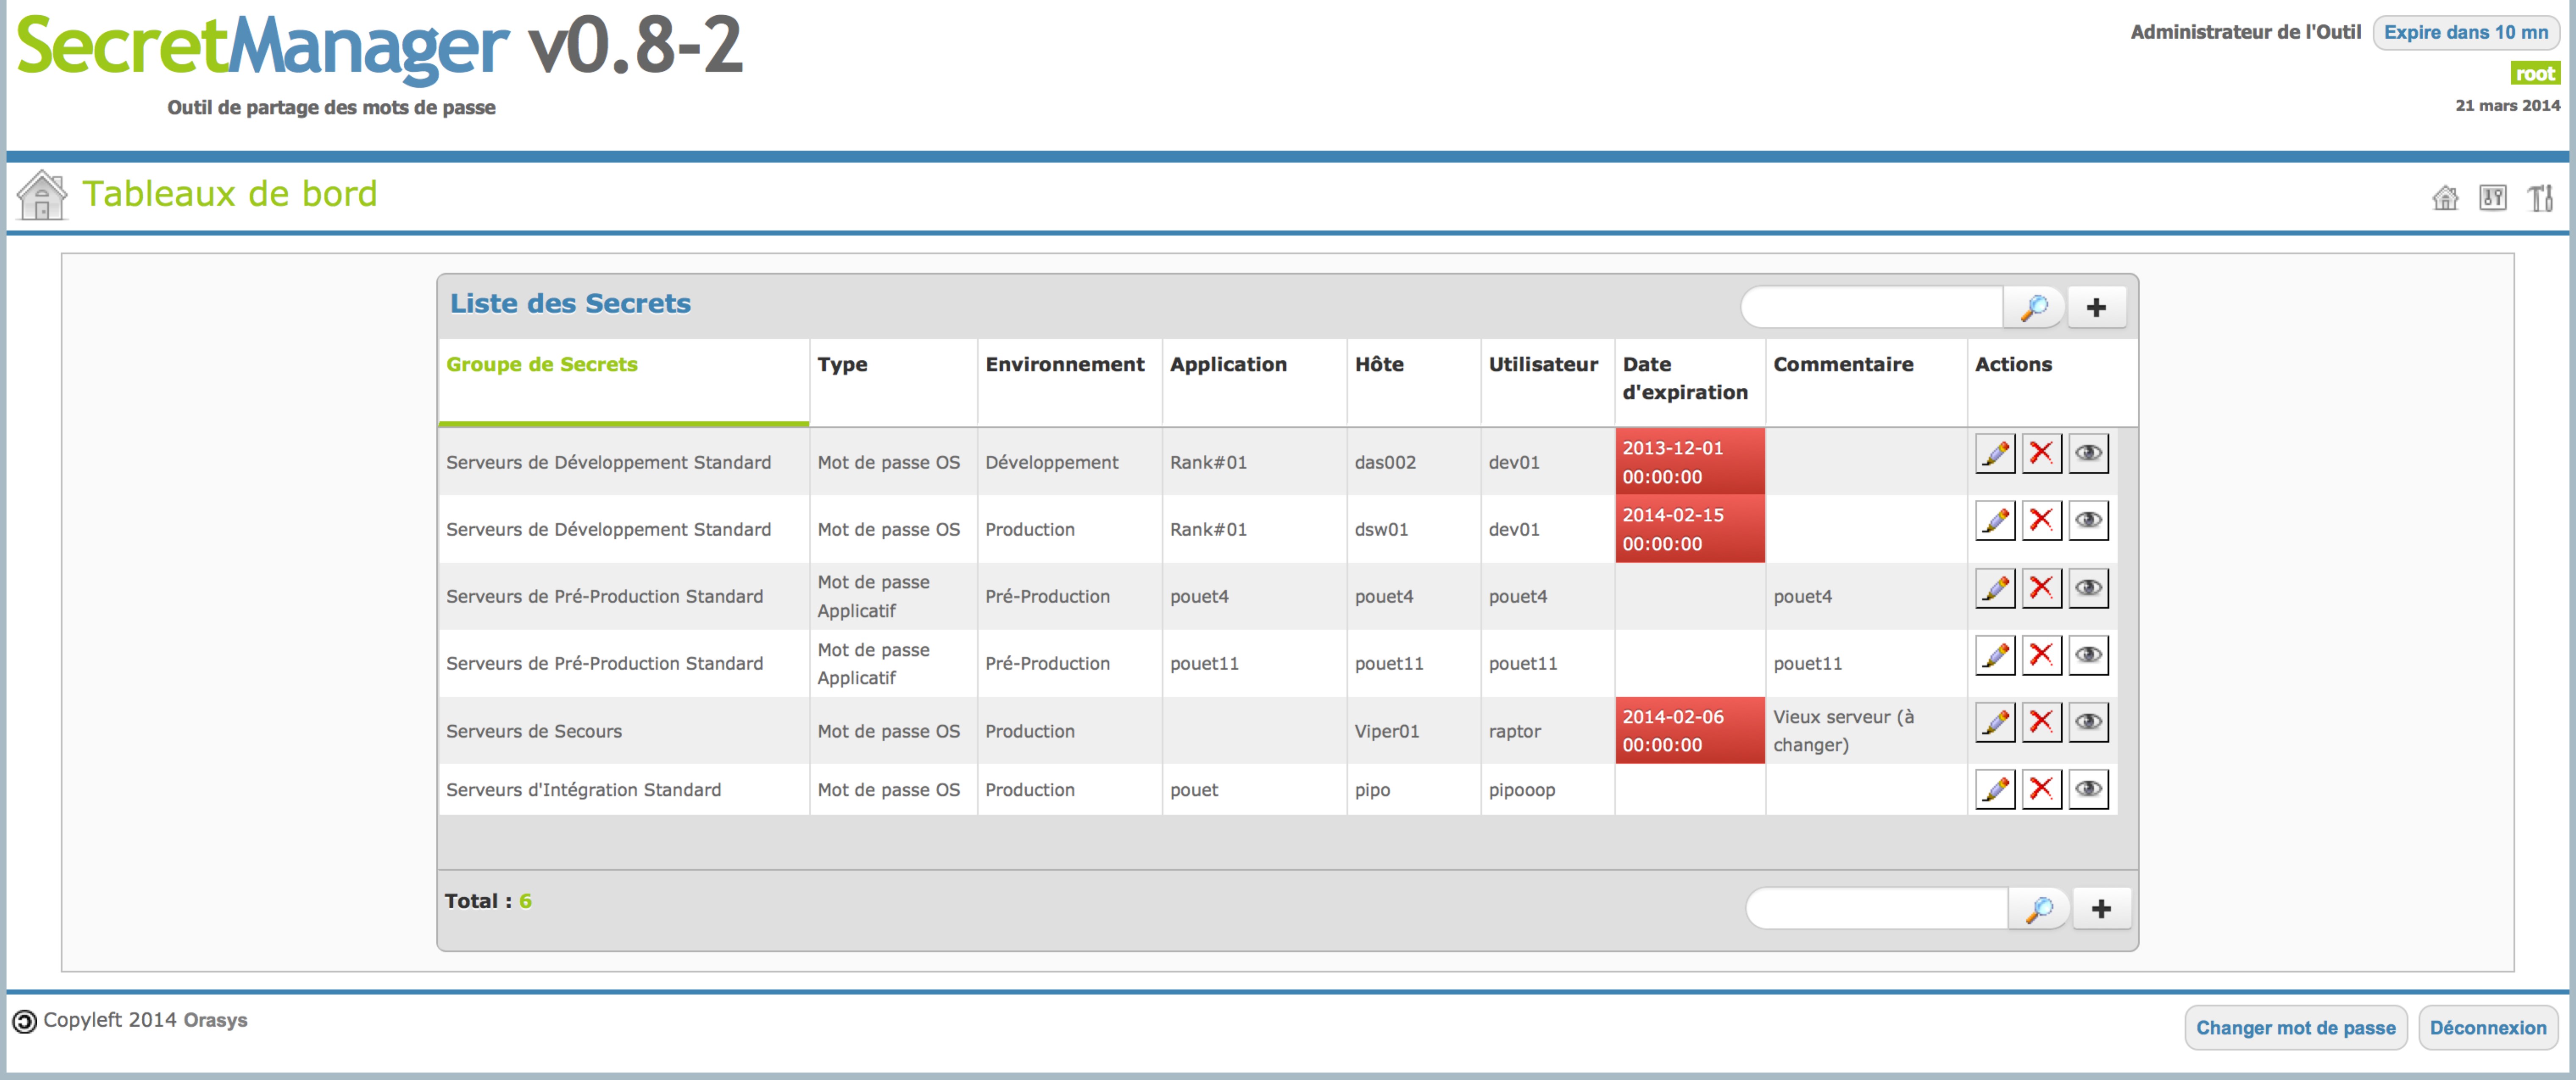 SecretManager v0.8-2
Outil de partage des mots de passe
Administrateur de l'Outil Expire dans 10 mn
root
21 mars 2014
Tableaux de bord
Liste des Secrets
Groupe de Secrets Type Environnement Application Hôte Utilisateur Date d'expiration Commentaire Actions
Serveurs de Développement Standard Mot de passe OS Développement Rank#01 das002 dev01 2013-12-01 00:00:00
Serveurs de Développement Standard Mot de passe OS Production Rank#01 dsw01 dev01 2014-02-15 00:00:00
Serveurs de Pré-Production Standard Mot de passe Applicatif Pré-Production pouet4 pouet4 pouet4 pouet4
Serveurs de Pré-Production Standard Mot de passe Applicatif Pré-Production pouet11 pouet11 pouet11 pouet11
Serveurs de Secours Mot de passe OS Production Viper01 raptor 2014-02-06 00:00:00 Vieux serveur (à changer)
Serveurs d'Intégration Standard Mot de passe OS Production pouet pipo pipooop
Total : 6
Copyleft 2014 Orasys
Changer mot de passe Déconnexion